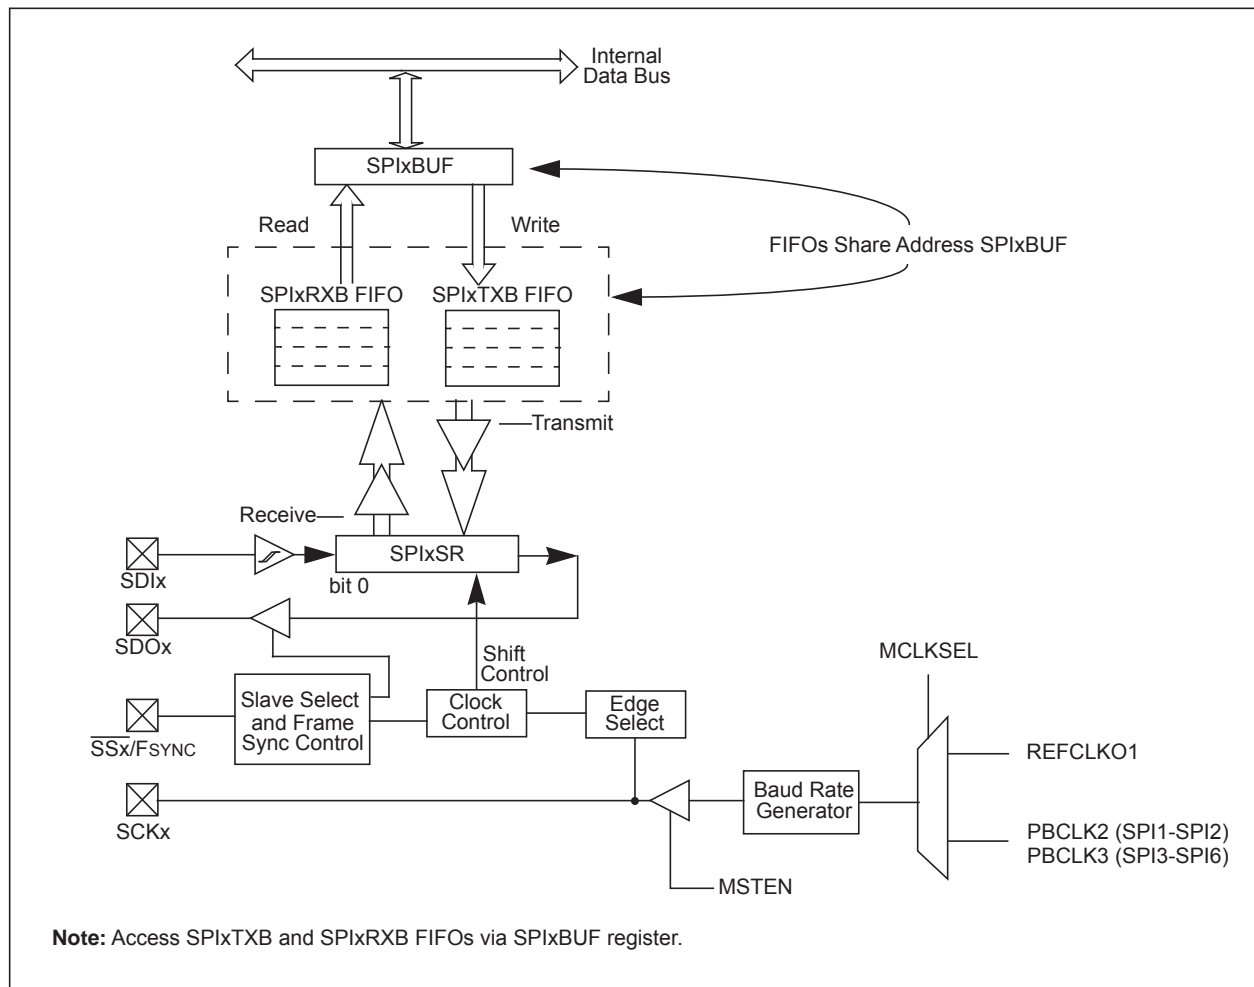 Internal
Data Bus
SPIxBUF
Read
Write
FIFOs Share Address SPIxBUF
SPIxRXB FIFO
SPIxTXB FIFO
Transmit
Receive
SPIxSR
SDIx
bit 0
SDOx
Shift
Control
MCLKSEL
Slave Select
and Frame
Sync Control
Clock
Control
Edge
Select
SSx/FSYNC
REFCLKO1
Baud Rate
Generator
SCKx
PBCLK2 (SPI1-SPI2)
PBCLK3 (SPI3-SPI6)
MSTEN
Note: Access SPIxTXB and SPIxRXB FIFOs via SPIxBUF register.